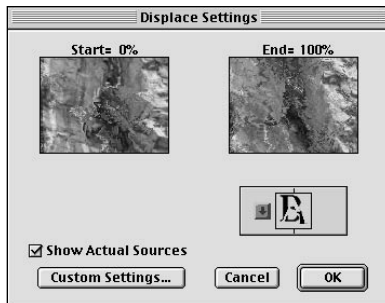 Displace Settings
Start= 0% End= 100%
Show Actual Sources
Custom Settings... Cancel OK